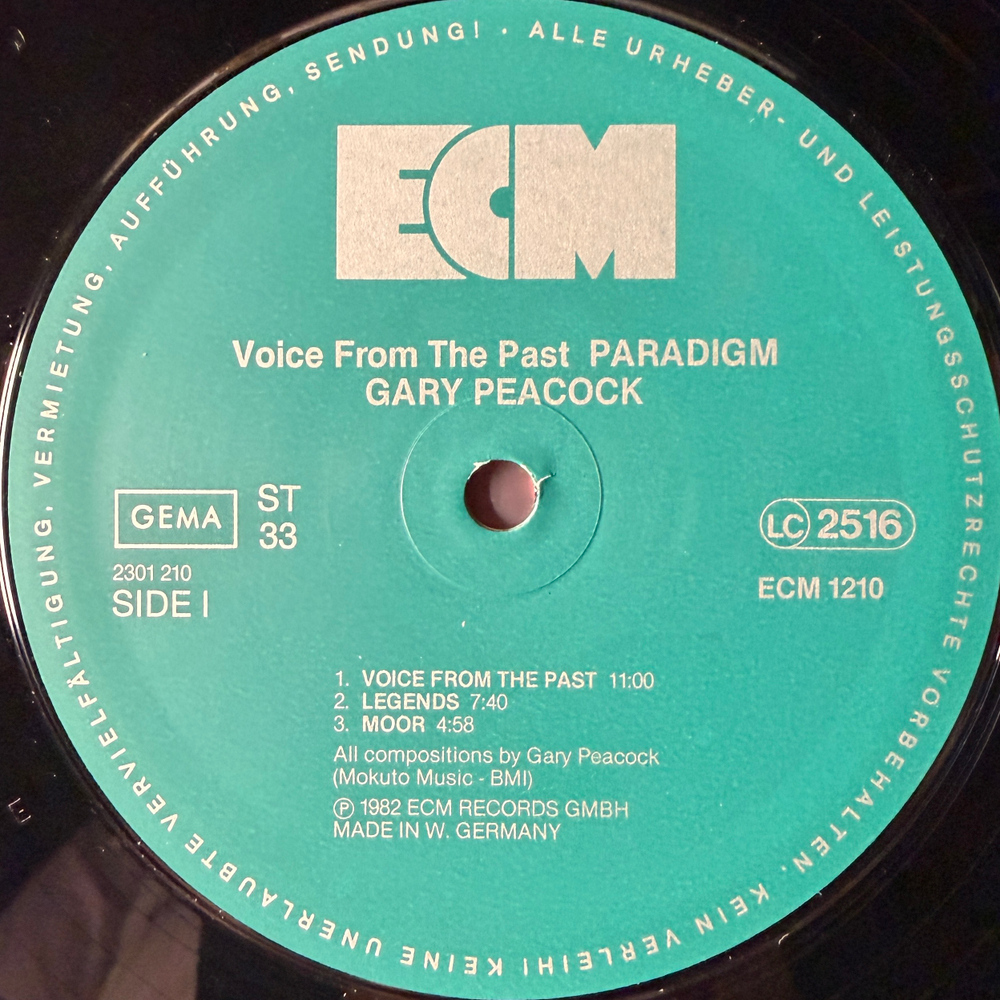 ALLE URHEBER- UND LEISTUNGSSCHUTZRECHTE VORBEHALTEN. KEIN VERLEIH! KEINE UNERLAUBTE VERVIELFÄLTIGUNG, VERMIETUNG, AUFFÜHRUNG, SENDUNG! ·
ECM
Voice From The Past PARADIGM
GARY PEACOCK
GEMA
ST
33
2301 210
SIDE I
LC 2516
ECM 1210
1. VOICE FROM THE PAST 11:00
2. LEGENDS 7:40
3. MOOR 4:58
All compositions by Gary Peacock
(Mokuto Music - BMI)
Ⓟ 1982 ECM RECORDS GMBH
MADE IN W. GERMANY